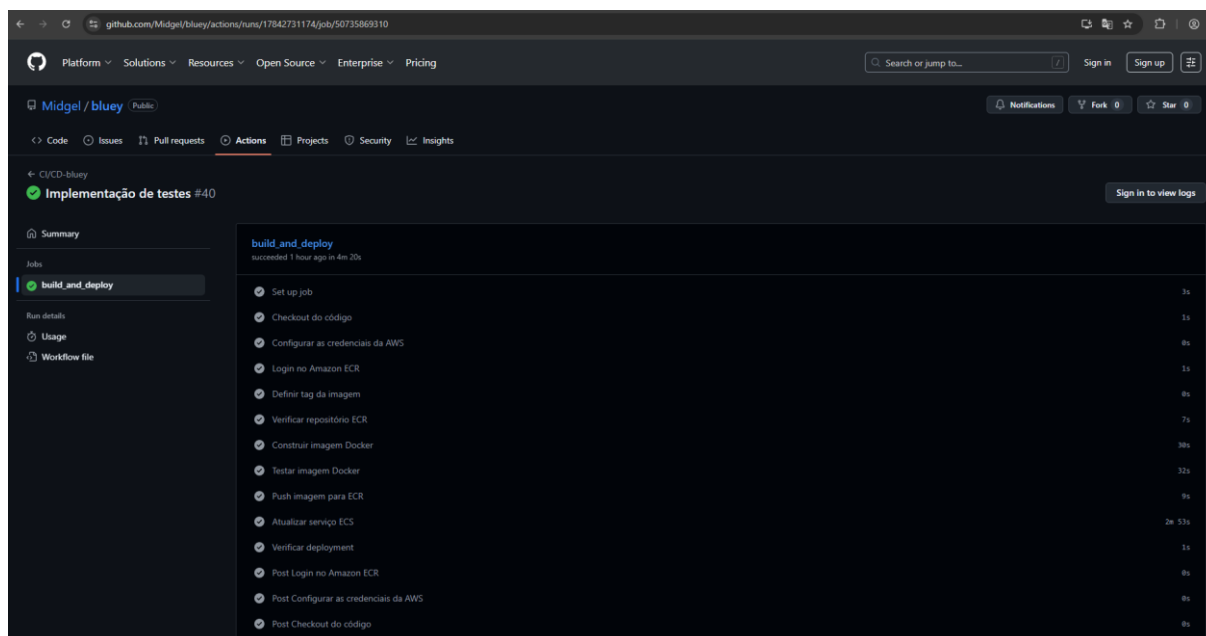 github.com/Midgel/bluey/actions/runs/17842731174/job/50735869310
Platform Solutions Resources Open Source Enterprise Pricing Search or jump to... / Sign in Sign up
Midgel / bluey Public Notifications Fork 0 Star 0
Code Issues Pull requests Actions Projects Security Insights
CI/CD-bluey
Implementação de testes #40 Sign in to view logs
Summary
Jobs
build_and_deploy
Run details
Usage
Workflow file
build_and_deploy
succeeded 1 hour ago in 4m 20s
Set up job 3s
Checkout do código 1s
Configurar as credenciais da AWS 0s
Login no Amazon ECR 1s
Definir tag da imagem 0s
Verificar repositório ECR 7s
Construir imagem Docker 30s
Testar imagem Docker 32s
Push imagem para ECR 9s
Atualizar serviço ECS 2m 53s
Verificar deployment 1s
Post Login no Amazon ECR 0s
Post Configurar as credenciais da AWS 0s
Post Checkout do código 0s